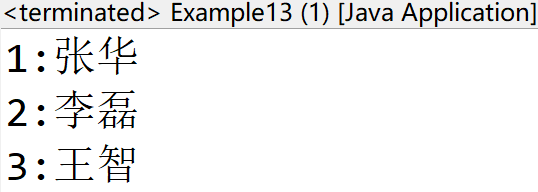 <terminated> Example13 (1) [Java Application]
1:张华
2:李磊
3:王智